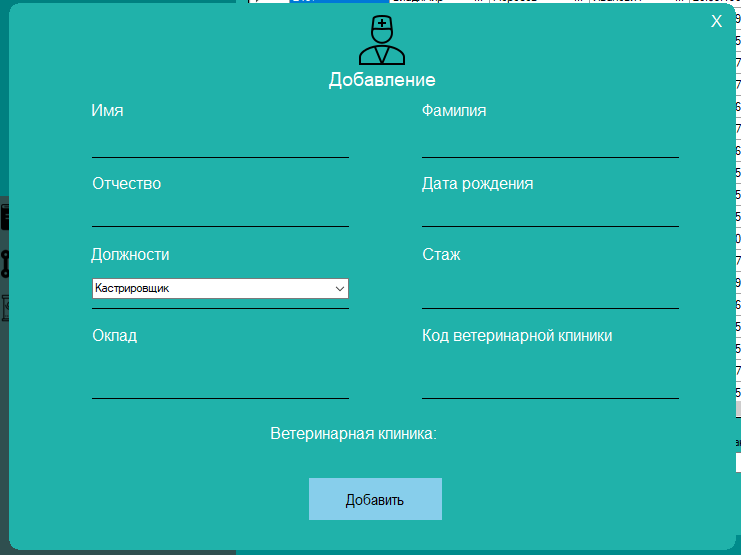 X
Добавление
Имя
Фамилия
Отчество
Дата рождения
Должности
Стаж
Кастрировщик
Оклад
Код ветеринарной клиники
Ветеринарная клиника:
Добавить